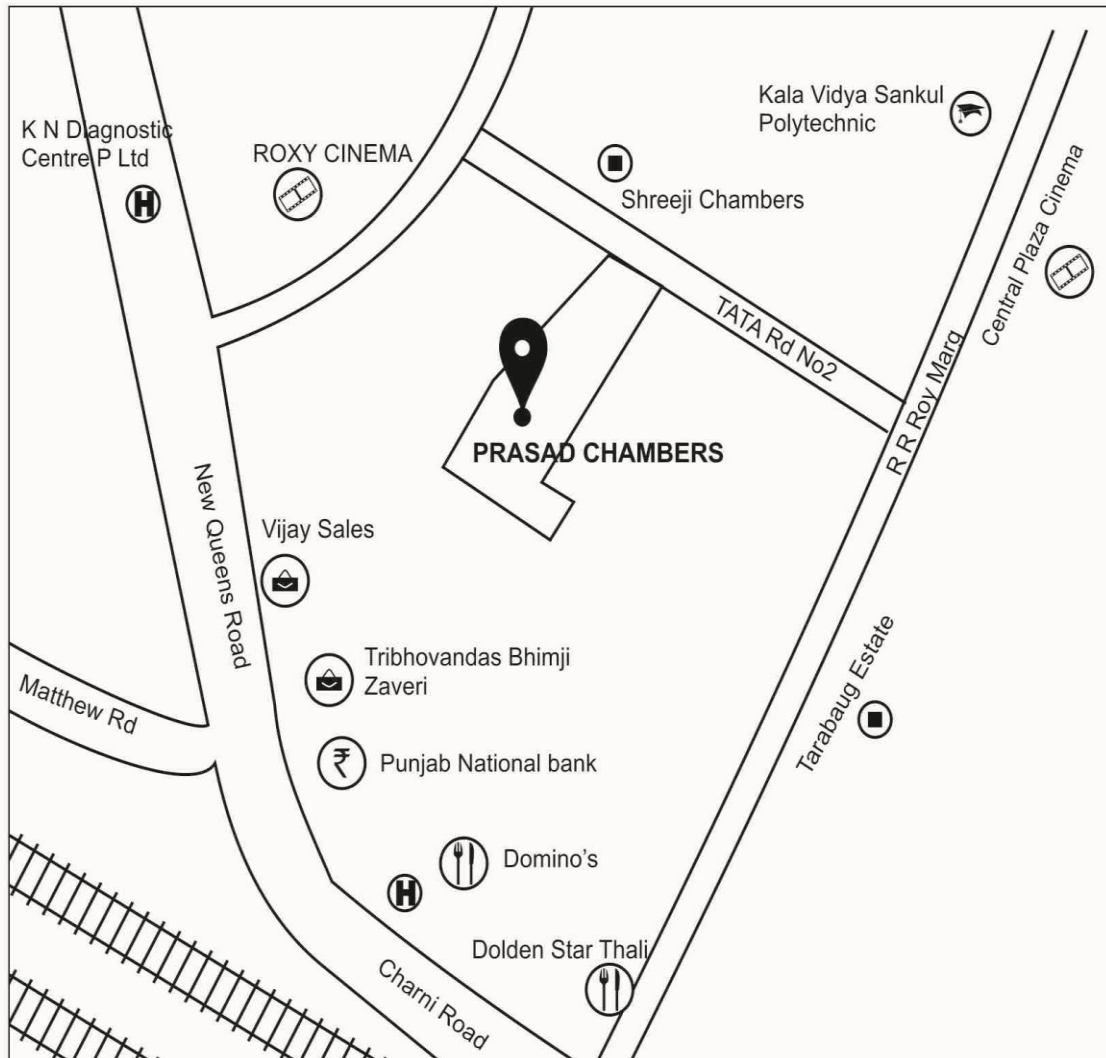 Kala Vidya Sankul
Polytechnic
K N Diagnostic
Centre P Ltd
ROXY CINEMA
Shreeji Chambers
Central Plaza Cinema
TATA Rd No2
R R Roy Marg
PRASAD CHAMBERS
New Queens Road
Vijay Sales
Tribhovandas Bhimji
Zaveri
Matthew Rd
Tarabaug Estate
₹
Punjab National bank
Domino's
H
H
Dolden Star Thali
Charni Road